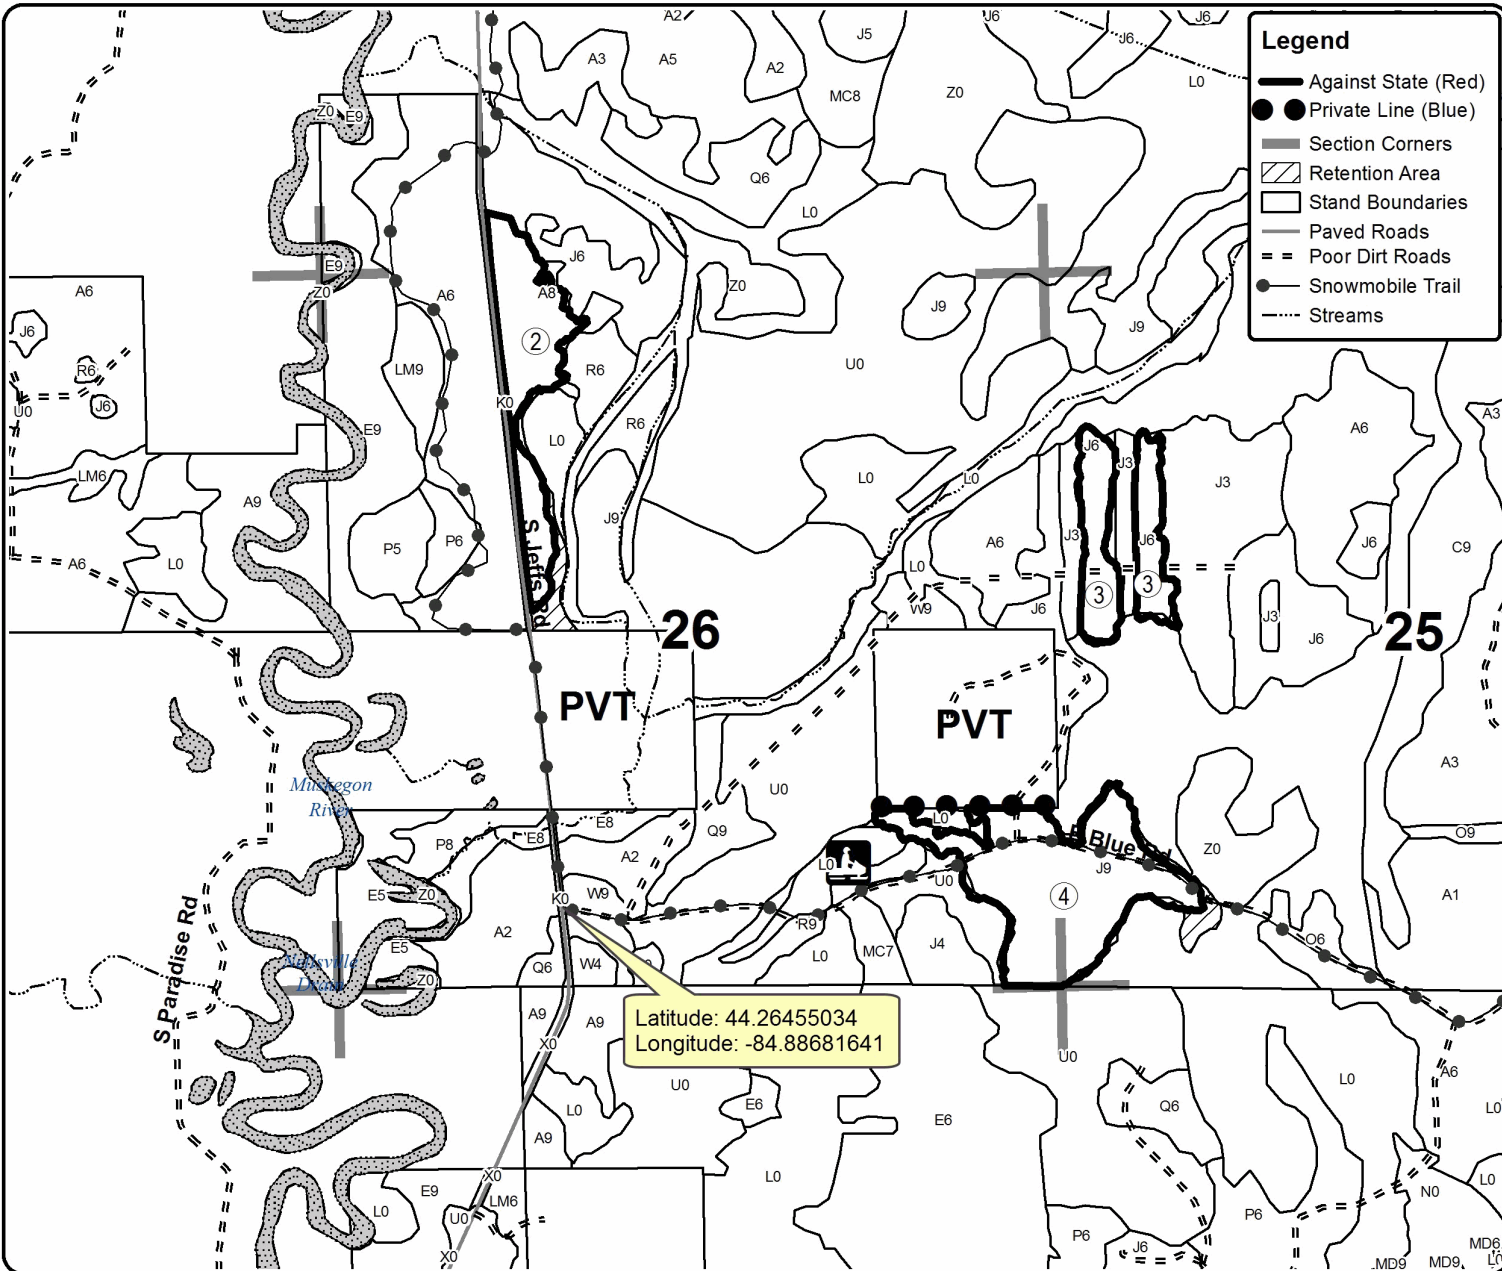 Legend
Against State (Red)
Private Line (Blue)
Section Corners
Retention Area
Stand Boundaries
Paved Roads
Poor Dirt Roads
Snowmobile Trail
Streams
A2
J6
J6
J6
A3
A5
A2
J5
L0
MC8
Z0
Z0
E9
Q6
L0
J6
E9
Z0
A6
A6
A8
Z0
J9
J9
J6
2
R6
J6
U0
LM9
R6
U0
K0
A3
E9
R6
A6
L0
J6
J3
LM6
L0
L0
J3
A9
J9
P5
P6
J3
J6
A6
J6
C9
S Jeffs Rd
A6
L0
L0
3
3
W9
J6
J3
J6
26
25
PVT
PVT
Muskegon
River
U0
A3
L0
E8
E8
Q9
O9
P8
E Blue Rd
Z0
A2
L0
J9
U0
E5
Z0
W9
K0
4
A1
S Paradise Rd
R9
A2
E5
J4
O6
MC7
L0
Neilsville
Drain
Z0
Q6
W4
A9
A9
Latitude: 44.26455034
Longitude: -84.88681641
X0
U0
U0
A6
L0
L0
E6
E6
Q6
L0
A9
X0
L0
L0
E9
LM6
N0
L0
U0
P6
P6
J6
MD6
X0
MD9
MD9
L0